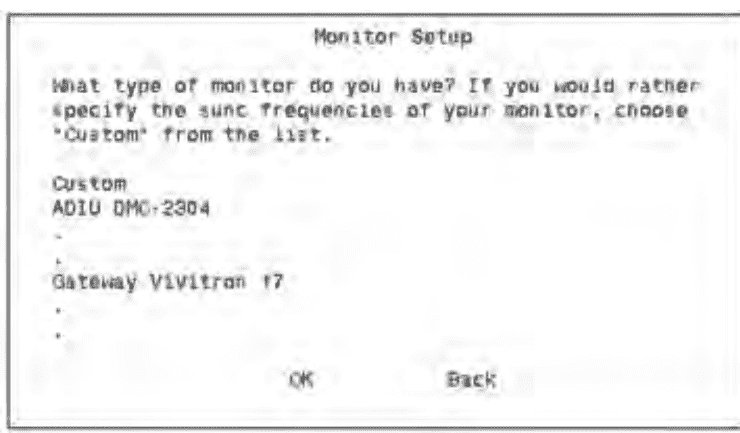 Monitor Setup
What type of monitor do you have? If you would rather
specify the sunc frequencies of your monitor, choose
"Custom" from the list.
Custom
ADIU DMC-2304
.
.
Gateway Vivitron 17
.
.
OK Back